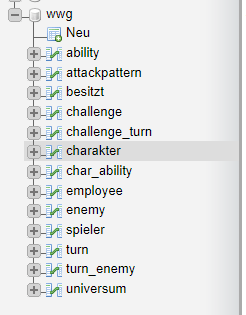 wwg
Neu
ability
attackpattern
besitzt
challenge
challenge_turn
charakter
char_ability
employee
enemy
spieler
turn
turn_enemy
universum